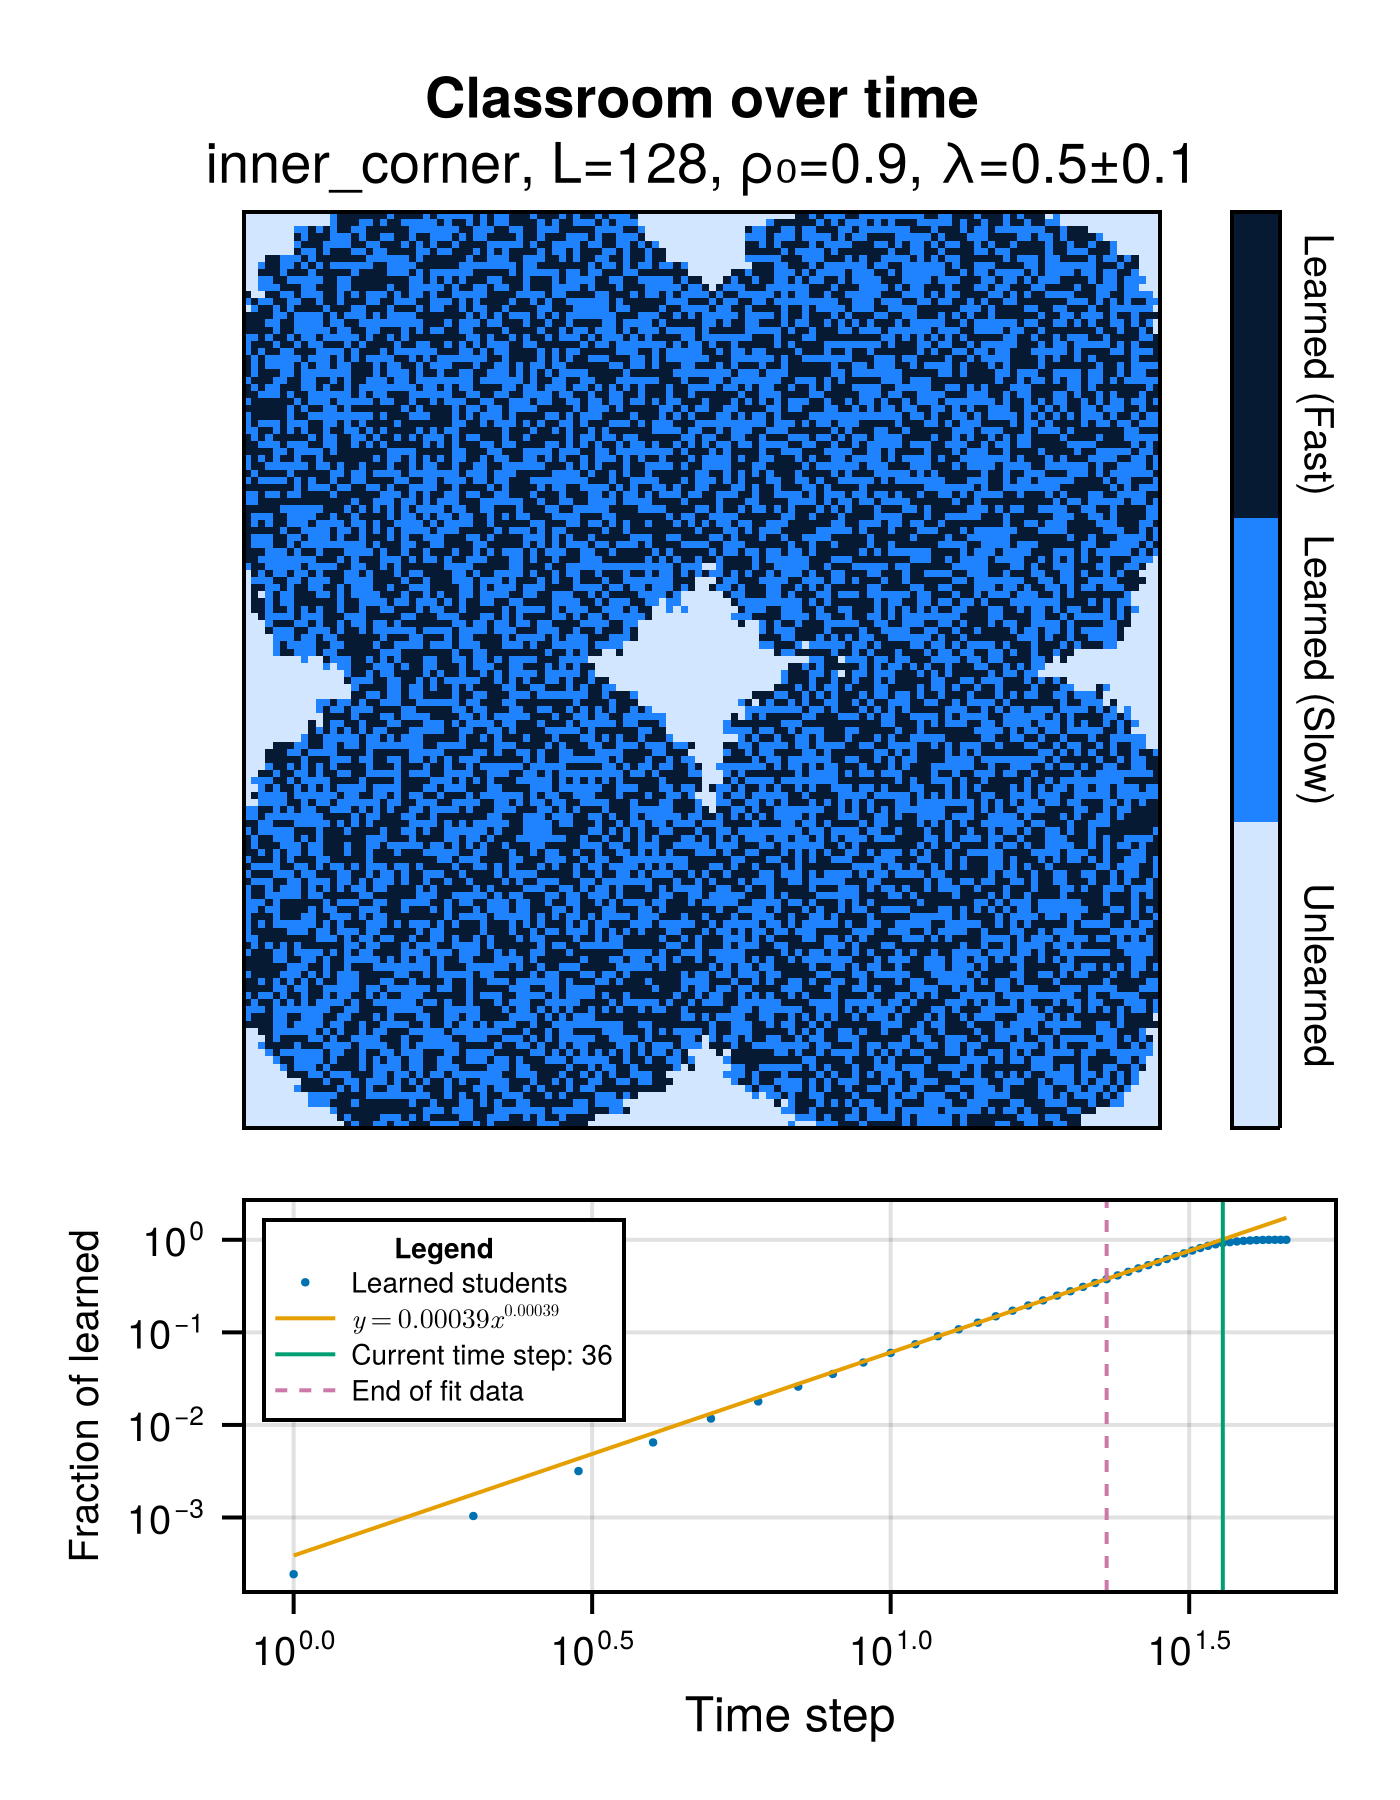 Classroom over time
inner_corner, L=128, ρ₀=0.9, λ=0.5±0.1
Learned (Fast)
Learned (Slow)
Unlearned
Fraction of learned
10⁰
10⁻¹
10⁻²
10⁻³
Legend
Learned students
y = 0.00039x^0.00039
Current time step: 36
End of fit data
10^0.0
10^0.5
10^1.0
10^1.5
Time step